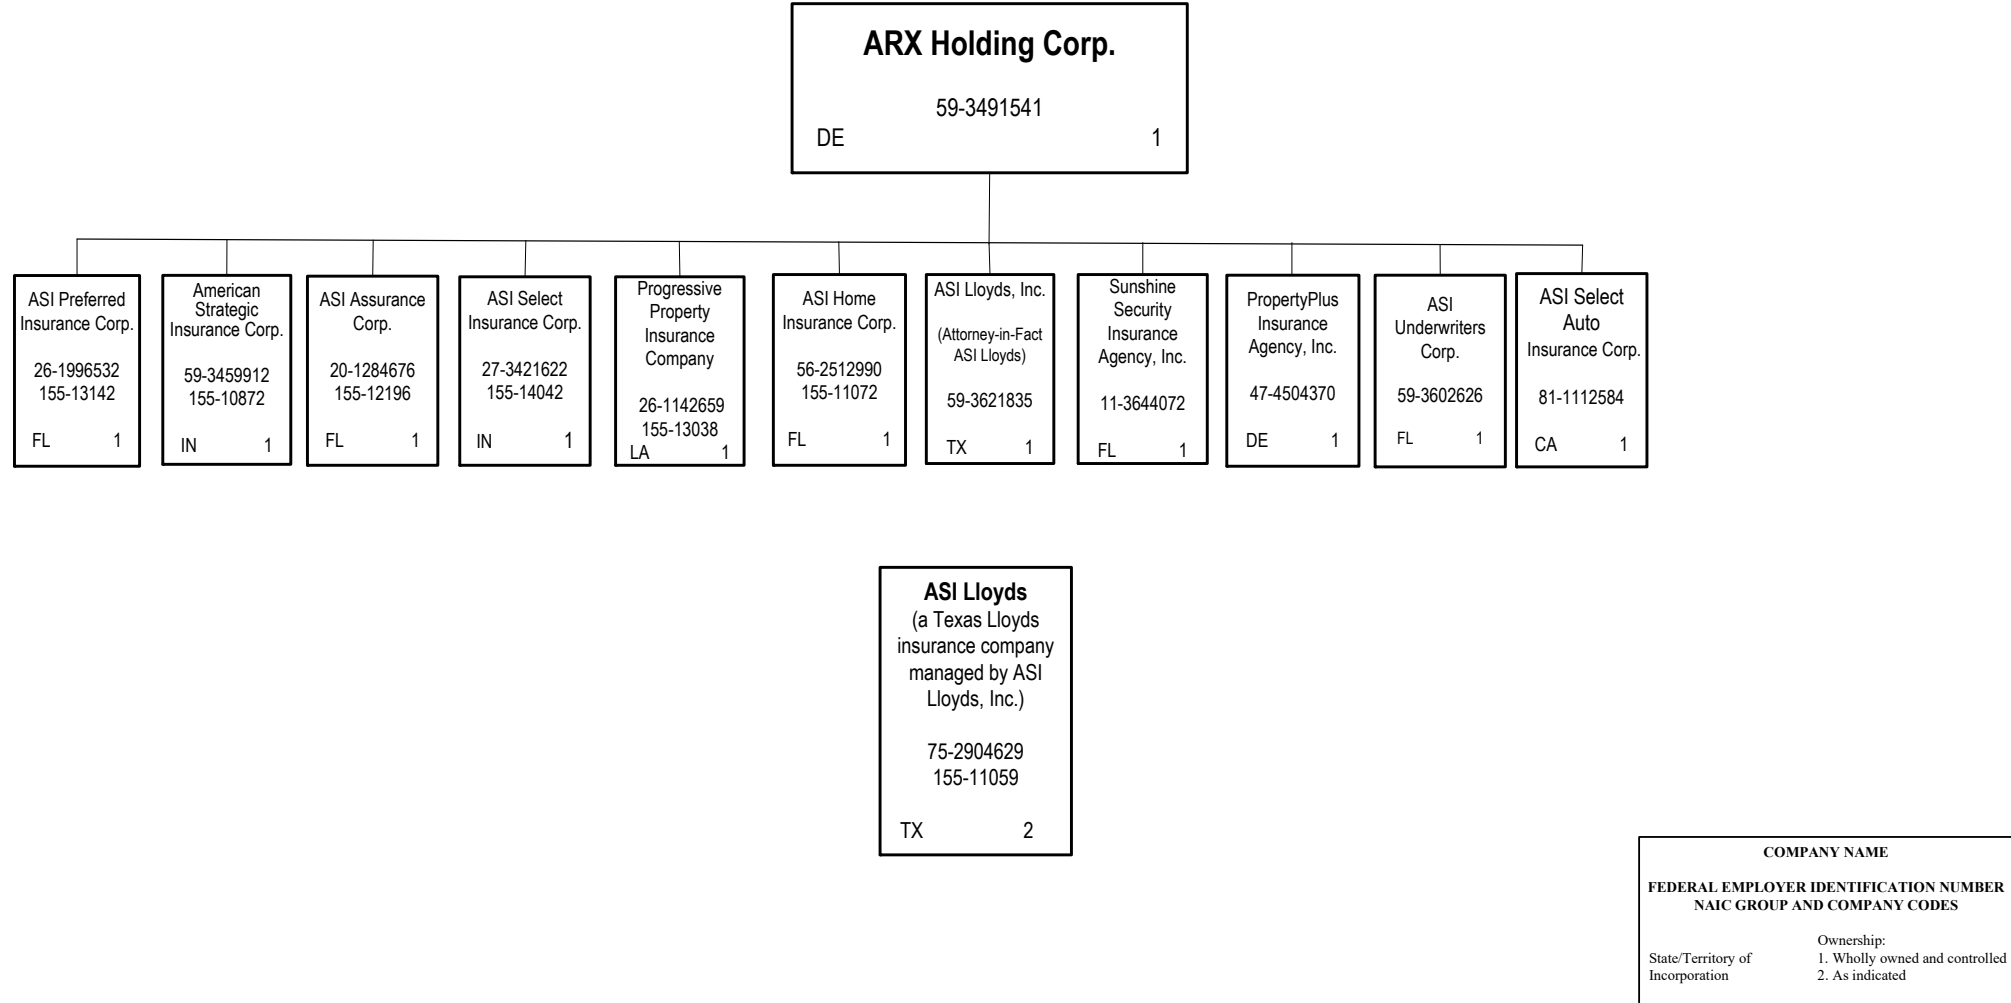 ARX Holding Corp.
59-3491541
DE 1
ASI Preferred
Insurance Corp.
26-1996532
155-13142
FL 1
American
Strategic
Insurance Corp.
59-3459912
155-10872
IN 1
ASI Assurance
Corp.
20-1284676
155-12196
FL 1
ASI Select
Insurance Corp.
27-3421622
155-14042
IN 1
Progressive
Property
Insurance
Company
26-1142659
155-13038
LA 1
ASI Home
Insurance Corp.
56-2512990
155-11072
FL 1
ASI Lloyds, Inc.
(Attorney-in-Fact
ASI Lloyds)
59-3621835
TX 1
Sunshine
Security
Insurance
Agency, Inc.
11-3644072
FL 1
PropertyPlus
Insurance
Agency, Inc.
47-4504370
DE 1
ASI
Underwriters
Corp.
59-3602626
FL 1
ASI Select
Auto
Insurance Corp.
81-1112584
CA 1
ASI Lloyds
(a Texas Lloyds
insurance company
managed by ASI
Lloyds, Inc.)
75-2904629
155-11059
TX 2
COMPANY NAME
FEDERAL EMPLOYER IDENTIFICATION NUMBER
NAIC GROUP AND COMPANY CODES
Ownership:
State/Territory of 1. Wholly owned and controlled
Incorporation 2. As indicated